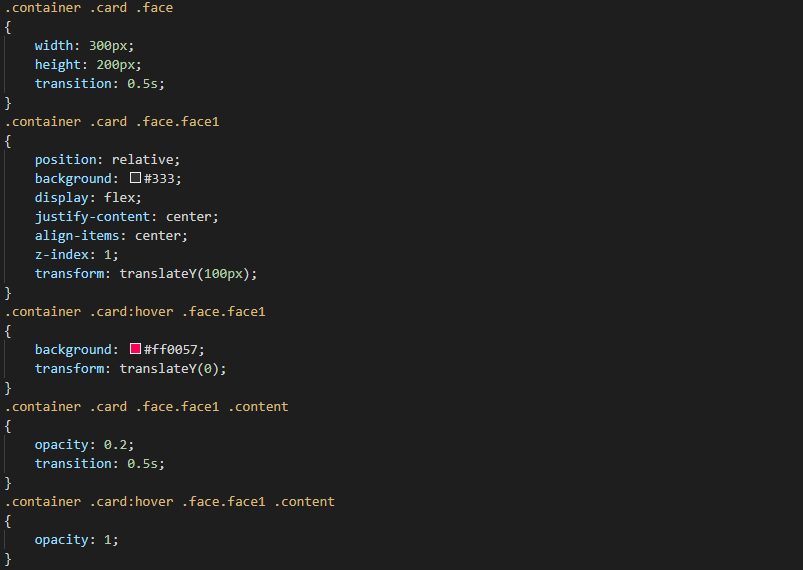 .container .card .face
{
    width: 300px;
    height: 200px;
    transition: 0.5s;
}
.container .card .face.face1
{
    position: relative;
    background: #333;
    display: flex;
    justify-content: center;
    align-items: center;
    z-index: 1;
    transform: translateY(100px);
}
.container .card:hover .face.face1
{
    background: #ff0057;
    transform: translateY(0);
}
.container .card .face.face1 .content
{
    opacity: 0.2;
    transition: 0.5s;
}
.container .card:hover .face.face1 .content
{
    opacity: 1;
}